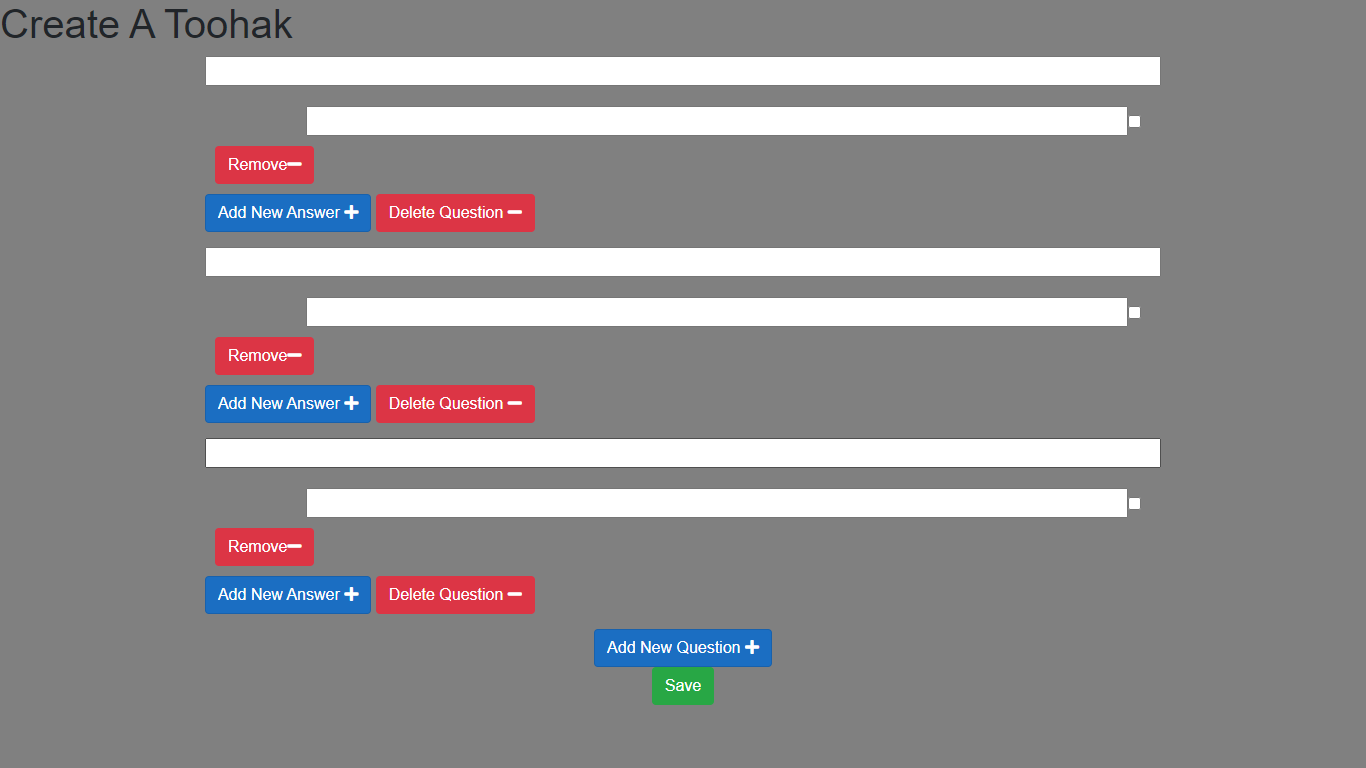 Create A Toohak
Remove
Add New Answer Delete Question
Remove
Add New Answer Delete Question
Remove
Add New Answer Delete Question
Add New Question
Save